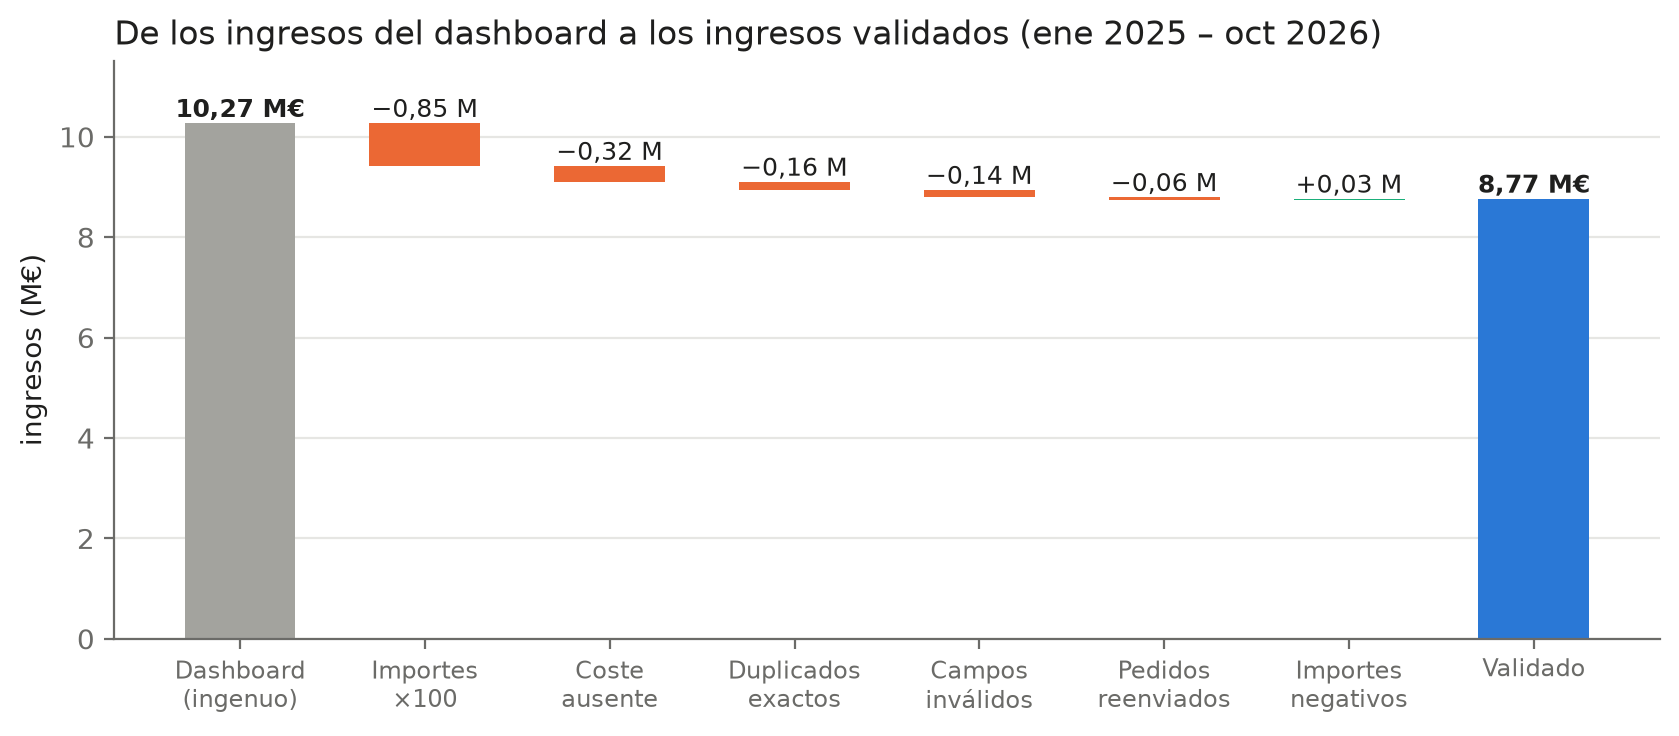 De los ingresos del dashboard a los ingresos validados (ene 2025 – oct 2026)
ingresos (M€)
10
8
6
4
2
0
10,27 M€
−0,85 M
−0,32 M
−0,16 M
−0,14 M
−0,06 M
+0,03 M
8,77 M€
Dashboard
(ingenuo)
Importes
×100
Coste
ausente
Duplicados
exactos
Campos
inválidos
Pedidos
reenviados
Importes
negativos
Validado